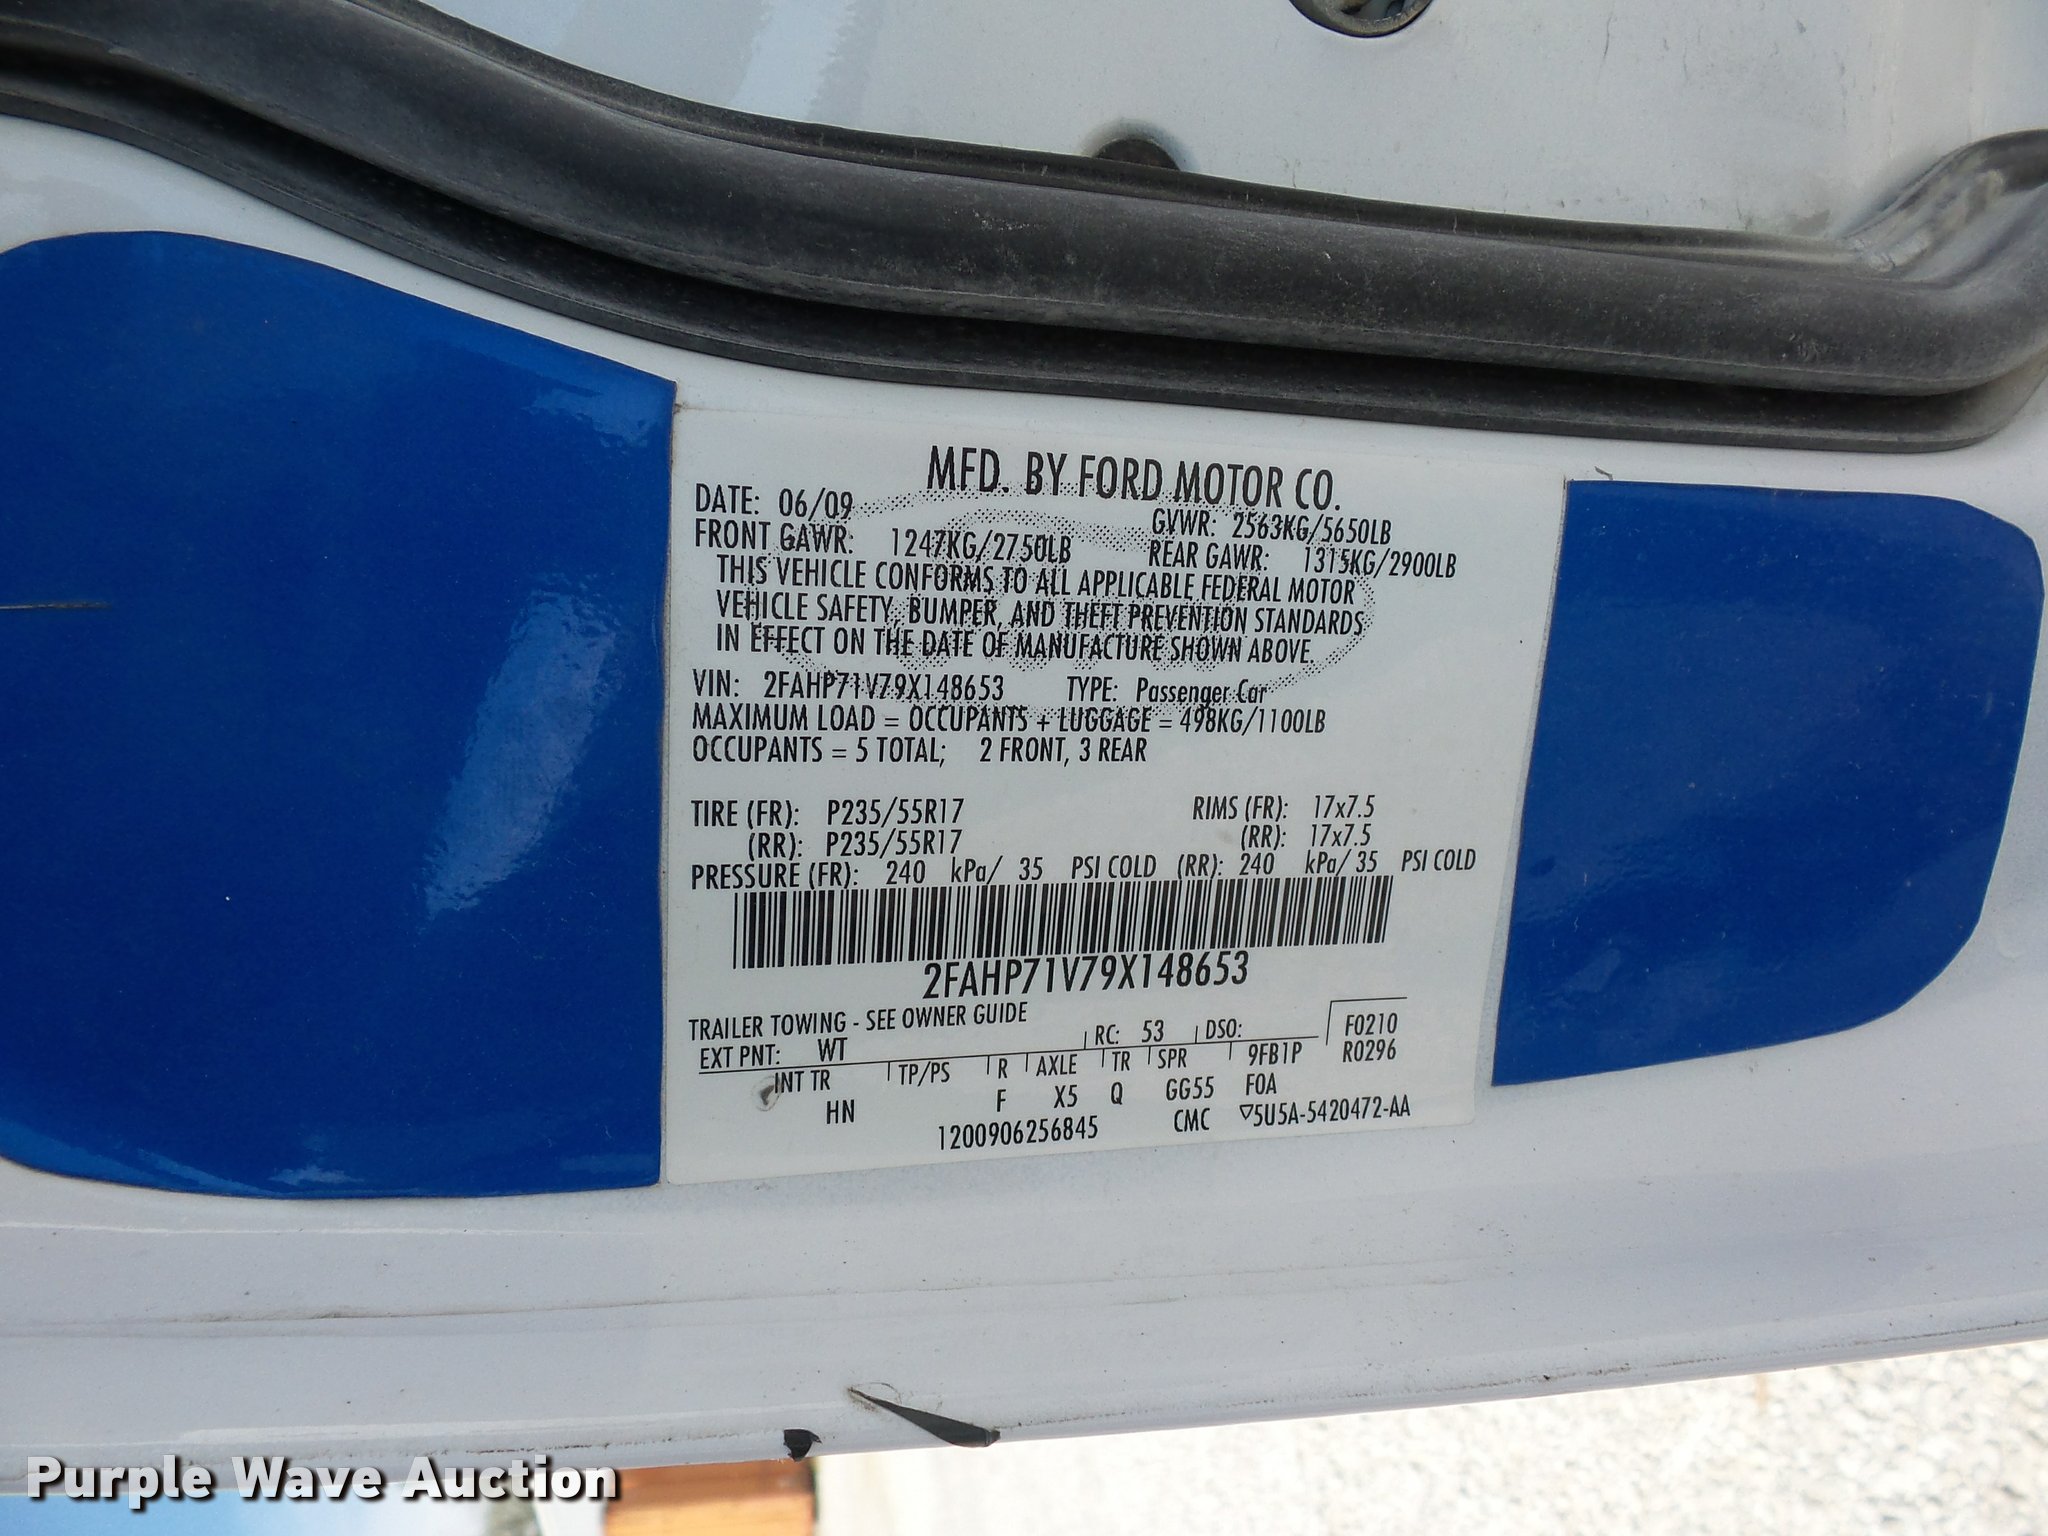 MFD. BY FORD MOTOR CO.
DATE: 06/09 GVWR: 2563KG/5650LB
FRONT GAWR: 1247KG/2750LB REAR GAWR: 1315KG/2900LB
THIS VEHICLE CONFORMS TO ALL APPLICABLE FEDERAL MOTOR
VEHICLE SAFETY, BUMPER, AND THEFT PREVENTION STANDARDS
IN EFFECT ON THE DATE OF MANUFACTURE SHOWN ABOVE.
VIN: 2FAHP71V79X148653 TYPE: Passenger Car
MAXIMUM LOAD = OCCUPANTS + LUGGAGE = 498KG/1100LB
OCCUPANTS = 5 TOTAL; 2 FRONT, 3 REAR
TIRE (FR): P235/55R17 RIMS (FR): 17x7.5
(RR): P235/55R17 (RR): 17x7.5
PRESSURE (FR): 240 kPa/ 35 PSI COLD (RR): 240 kPa/ 35 PSI COLD
2FAHP71V79X148653
TRAILER TOWING - SEE OWNER GUIDE
EXT PNT: WT RC: 53 DSO: F0210
INT TR TP/PS R AXLE TR SPR 9FB1P R0296
HN F X5 Q GG55 FOA
1200906256845 CMC ▽5U5A-5420472-AA
Purple Wave Auction